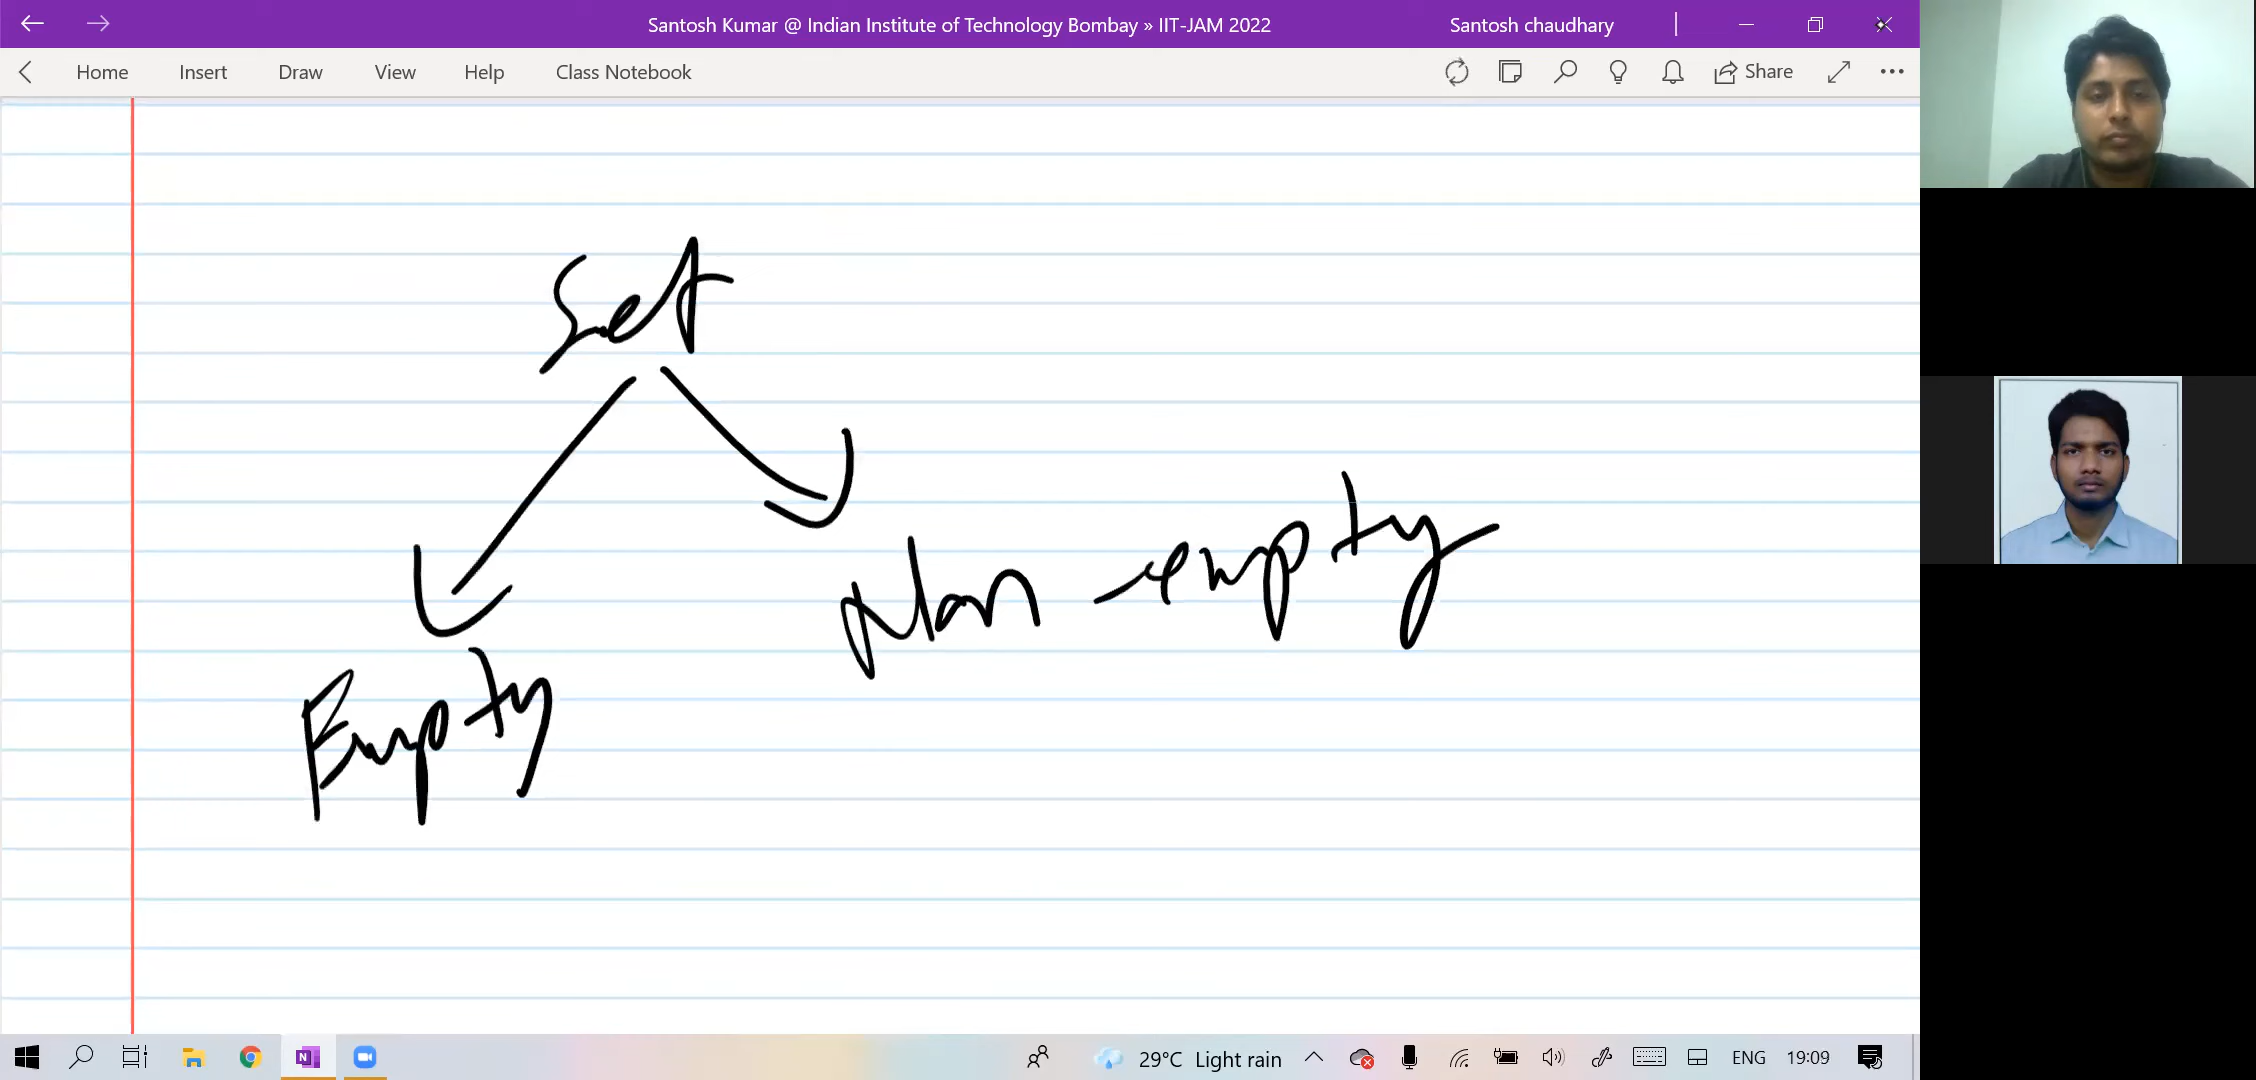 Santosh Kumar @ Indian Institute of Technology Bombay » IIT-JAM 2022
Santosh chaudhary
Home Insert Draw View Help Class Notebook
Share
Set
Non-empty
Empty
29°C Light rain
ENG
19:09